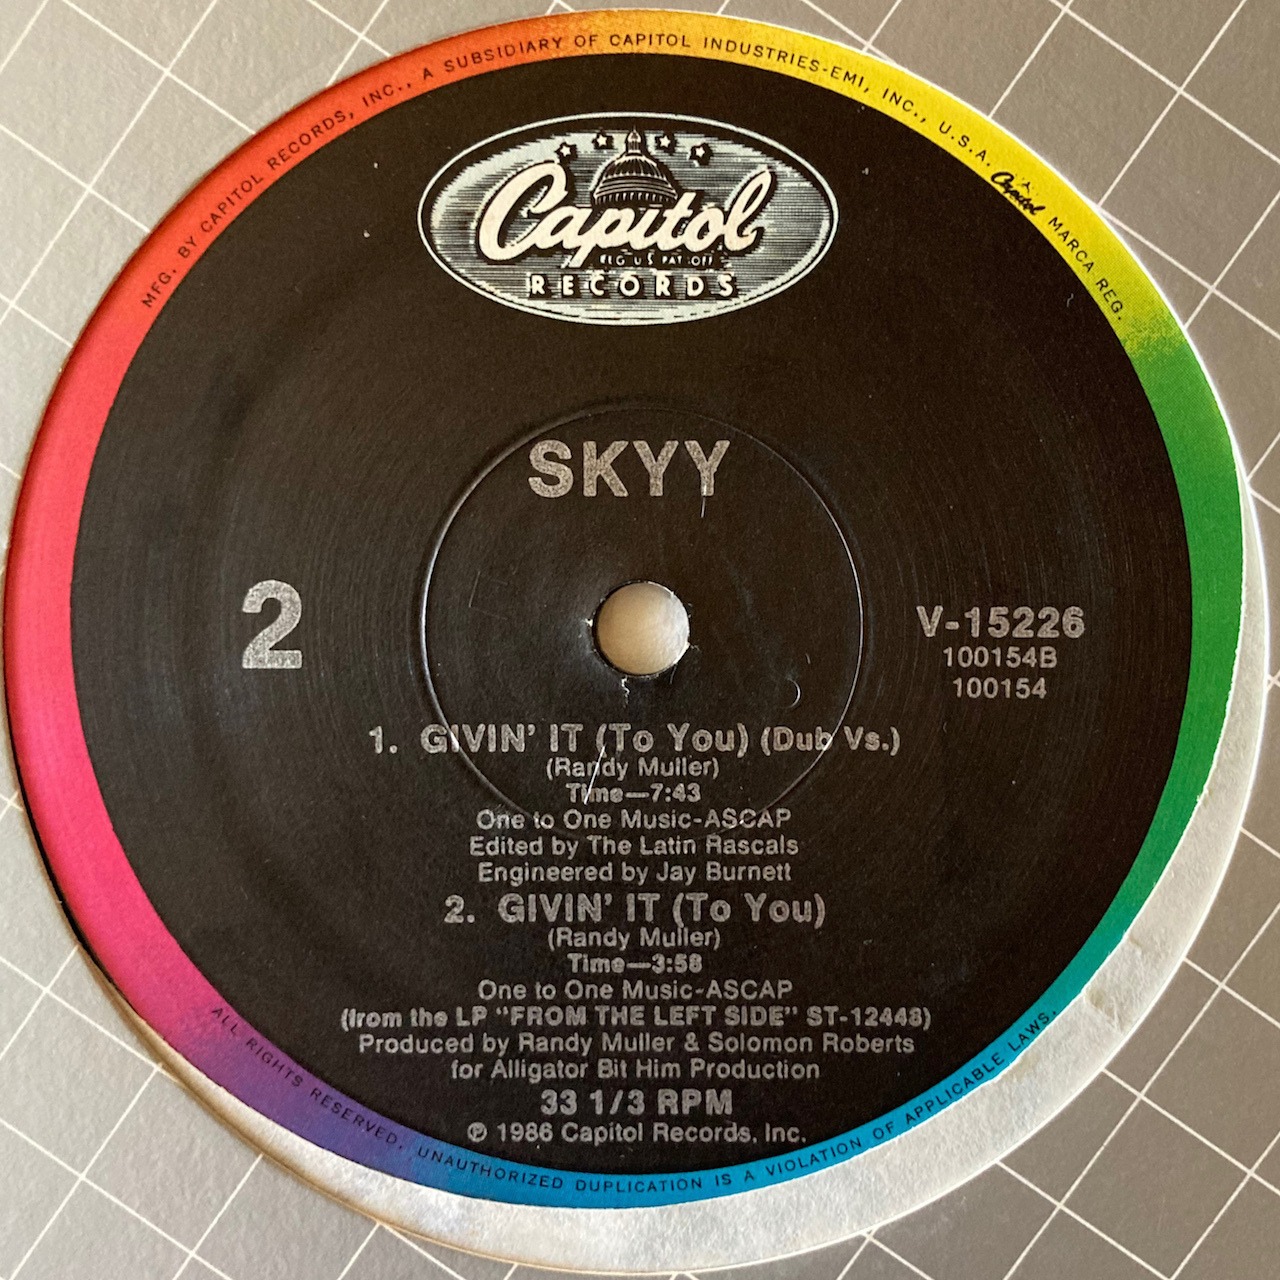 MFG. BY CAPITOL RECORDS, INC., A SUBSIDIARY OF CAPITOL INDUSTRIES-EMI, INC., U.S.A. Capitol MARCA REG.
Capitol
REG U S PAT OFF
RECORDS
SKYY
2
V-15226
100154B
100154
1. GIVIN' IT (To You) (Dub Vs.)
(Randy Muller)
Time—7:43
One to One Music-ASCAP
Edited by The Latin Rascals
Engineered by Jay Burnett
2. GIVIN' IT (To You)
(Randy Muller)
Time—3:58
One to One Music-ASCAP
(from the LP "FROM THE LEFT SIDE" ST-12448)
Produced by Randy Muller & Solomon Roberts
for Alligator Bit Him Production
33 1/3 RPM
℗ 1986 Capitol Records, Inc.
ALL RIGHTS RESERVED. UNAUTHORIZED DUPLICATION IS A VIOLATION OF APPLICABLE LAWS.